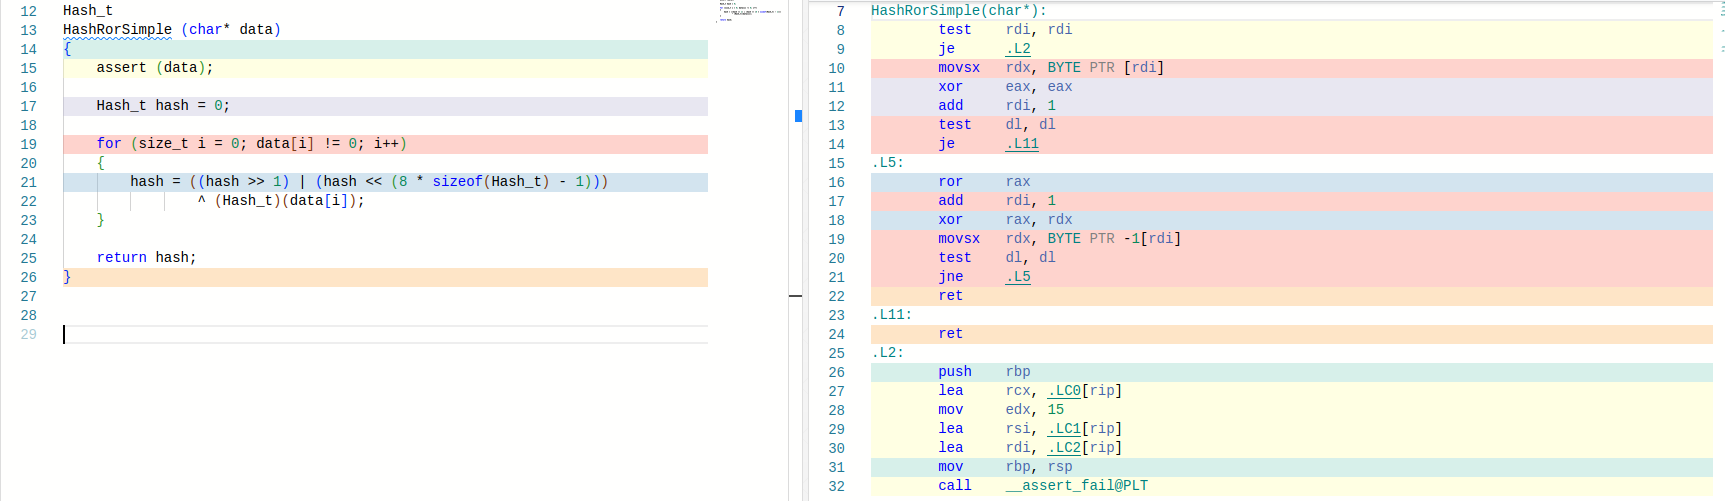 12 Hash_t
13 HashRorSimple (char* data)
14 {
15     assert (data);
16
17     Hash_t hash = 0;
18
19     for (size_t i = 0; data[i] != 0; i++)
20     {
21         hash = ((hash >> 1) | (hash << (8 * sizeof(Hash_t) - 1)))
22                 ^ (Hash_t)(data[i]);
23     }
24
25     return hash;
26 }
27
28
29
7 HashRorSimple(char*):
8         test    rdi, rdi
9         je      .L2
10         movsx   rdx, BYTE PTR [rdi]
11         xor     eax, eax
12         add     rdi, 1
13         test    dl, dl
14         je      .L11
15 .L5:
16         ror     rax
17         add     rdi, 1
18         xor     rax, rdx
19         movsx   rdx, BYTE PTR -1[rdi]
20         test    dl, dl
21         jne     .L5
22         ret
23 .L11:
24         ret
25 .L2:
26         push    rbp
27         lea     rcx, .LC0[rip]
28         mov     edx, 15
29         lea     rsi, .LC1[rip]
30         lea     rdi, .LC2[rip]
31         mov     rbp, rsp
32         call    __assert_fail@PLT